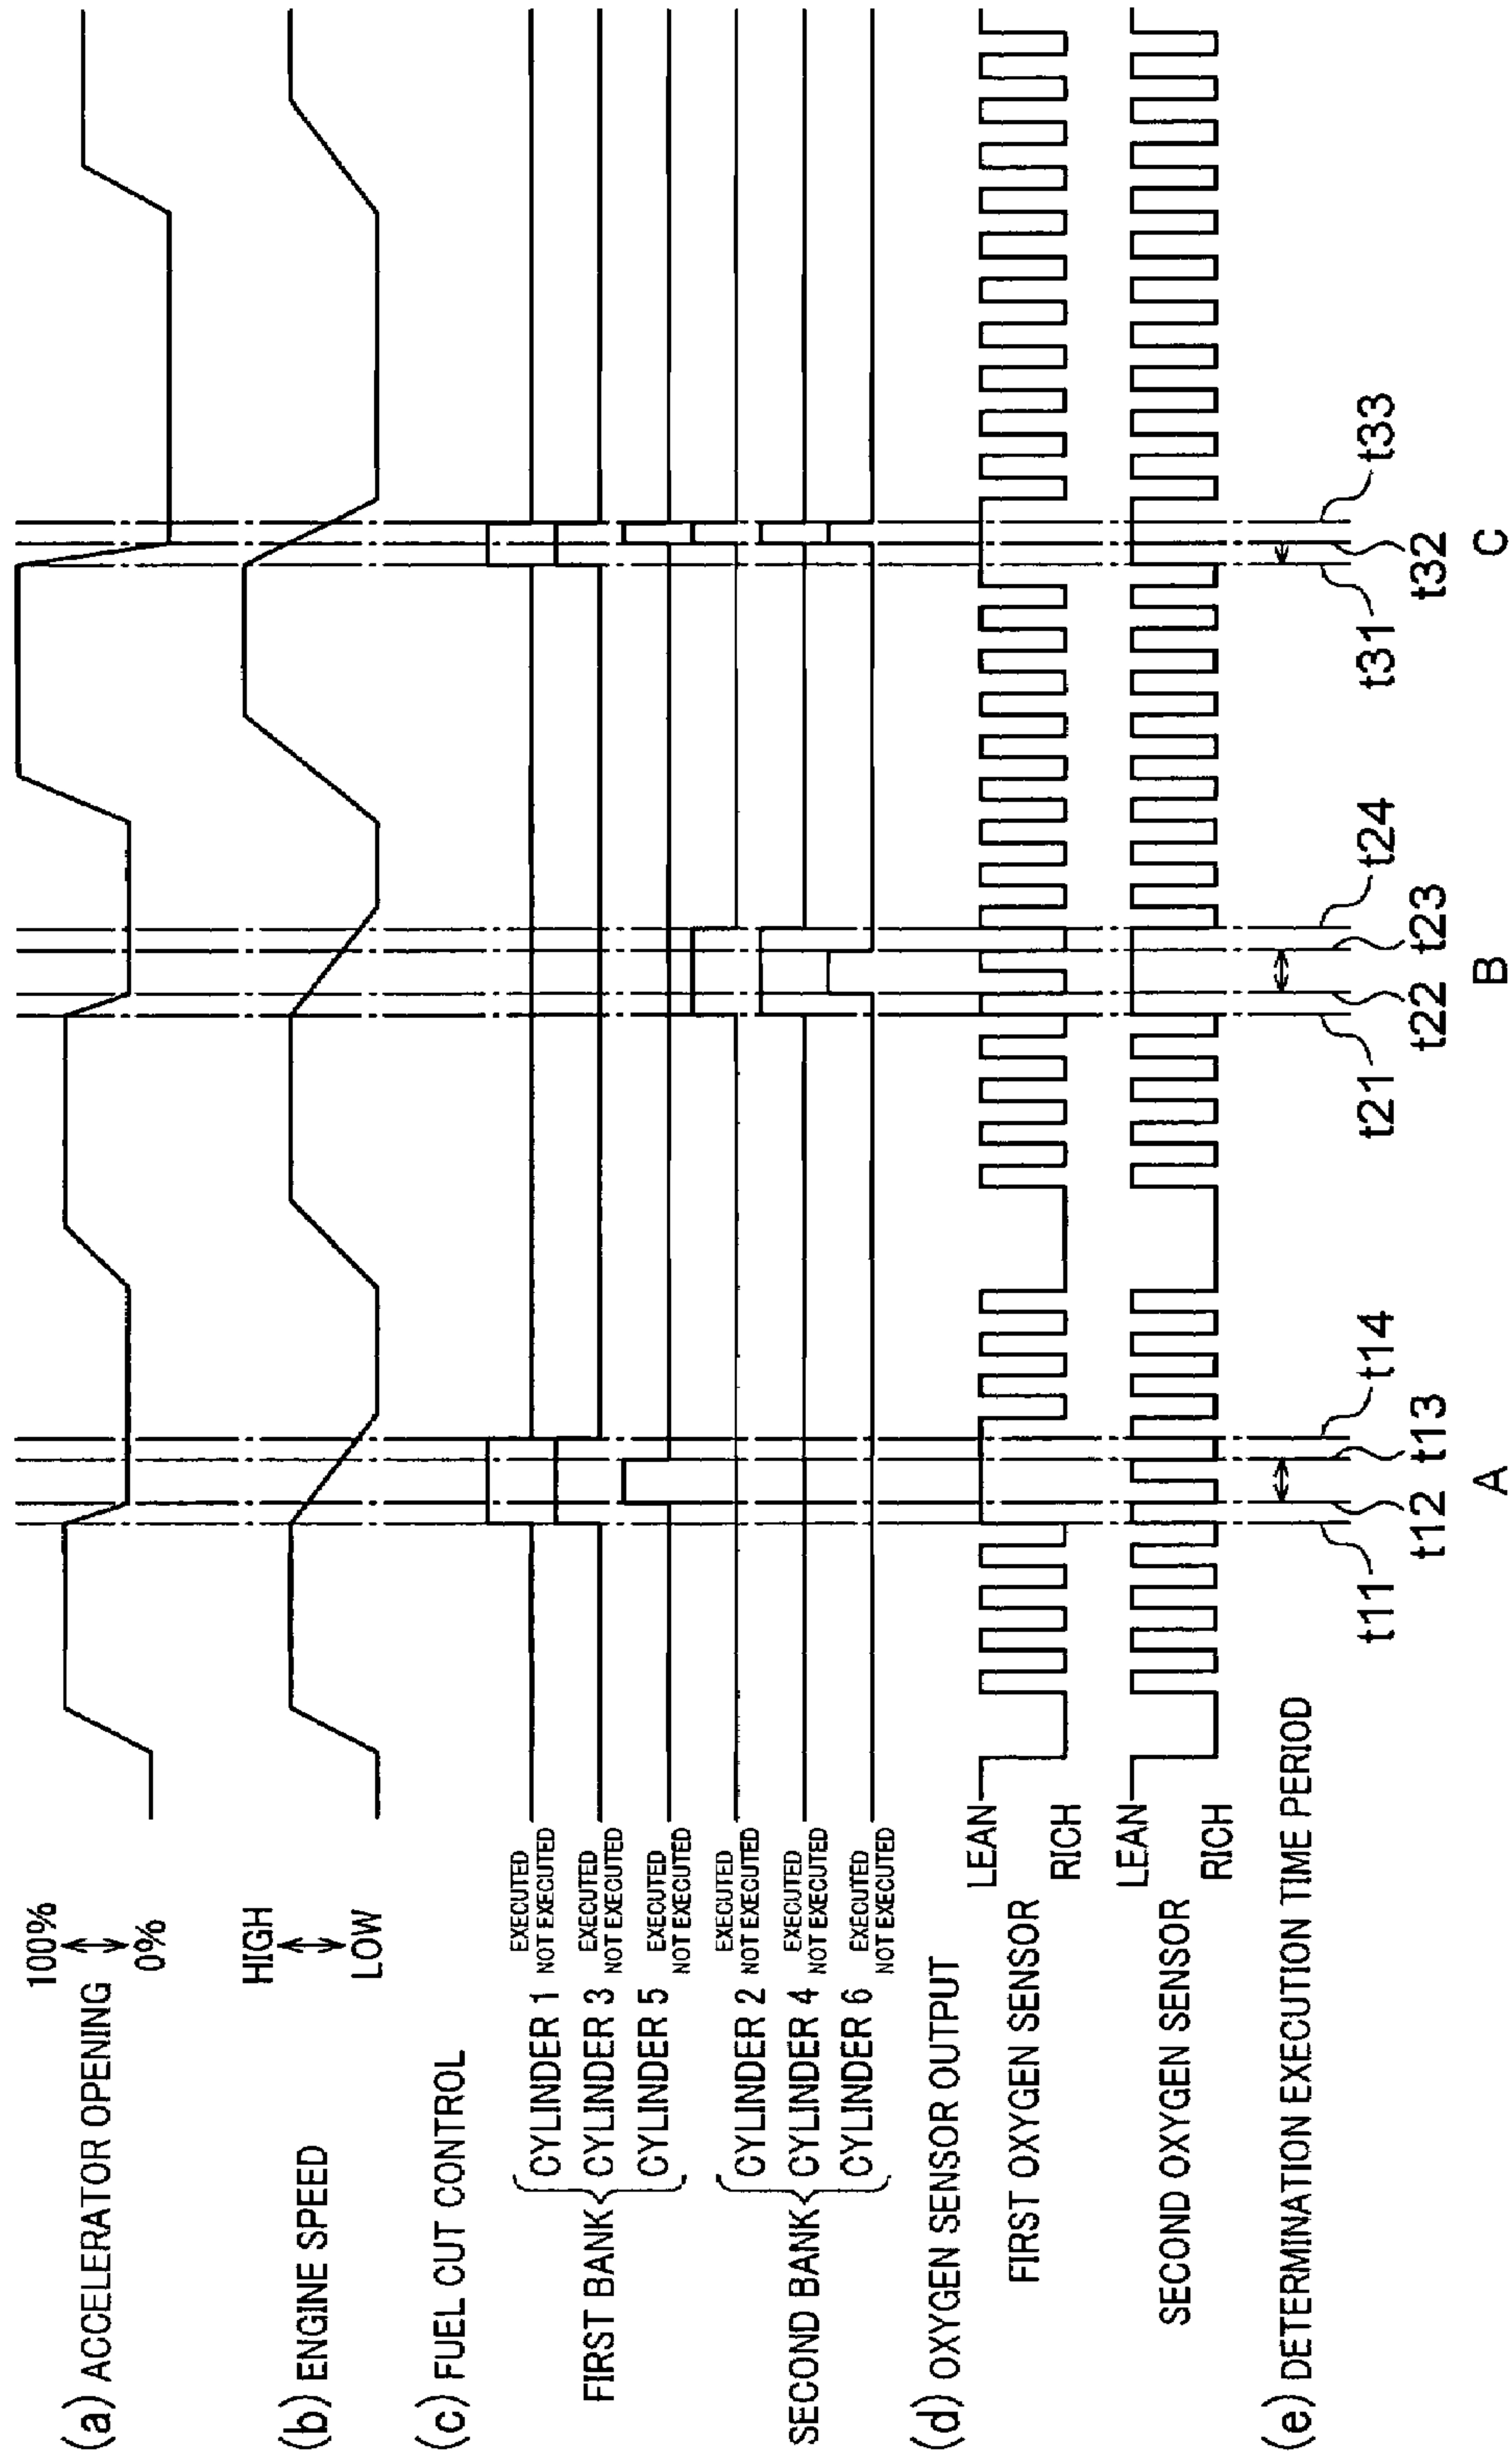 (a) ACCELERATOR OPENING
100%
0%
(b) ENGINE SPEED
HIGH
LOW
(c) FUEL CUT CONTROL
FIRST BANK
CYLINDER 1
EXECUTED
NOT EXECUTED
CYLINDER 3
EXECUTED
NOT EXECUTED
CYLINDER 5
EXECUTED
NOT EXECUTED
SECOND BANK
CYLINDER 2
EXECUTED
NOT EXECUTED
CYLINDER 4
EXECUTED
NOT EXECUTED
CYLINDER 6
EXECUTED
NOT EXECUTED
(d) OXYGEN SENSOR OUTPUT
FIRST OXYGEN SENSOR
LEAN
RICH
SECOND OXYGEN SENSOR
LEAN
RICH
(e) DETERMINATION EXECUTION TIME PERIOD
t11
t12
t13
t14
t21
t22
t23
t24
t31
t32
t33
A
B
C